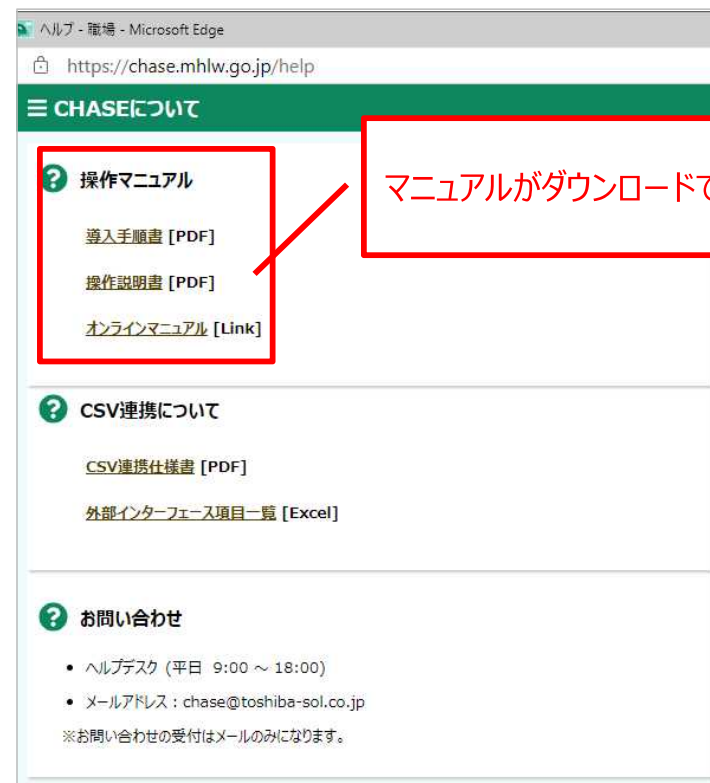 ヘルプ - 職場 - Microsoft Edge
https://chase.mhlw.go.jp/help
☰ CHASEについて
? 操作マニュアル
マニュアルがダウンロードで
導入手順書 [PDF]
操作説明書 [PDF]
オンラインマニュアル [Link]
? CSV連携について
CSV連携仕様書 [PDF]
外部インターフェース項目一覧 [Excel]
? お問い合わせ
• ヘルプデスク (平日 9:00 ～ 18:00)
• メールアドレス : chase@toshiba-sol.co.jp
※お問い合わせの受付はメールのみになります。